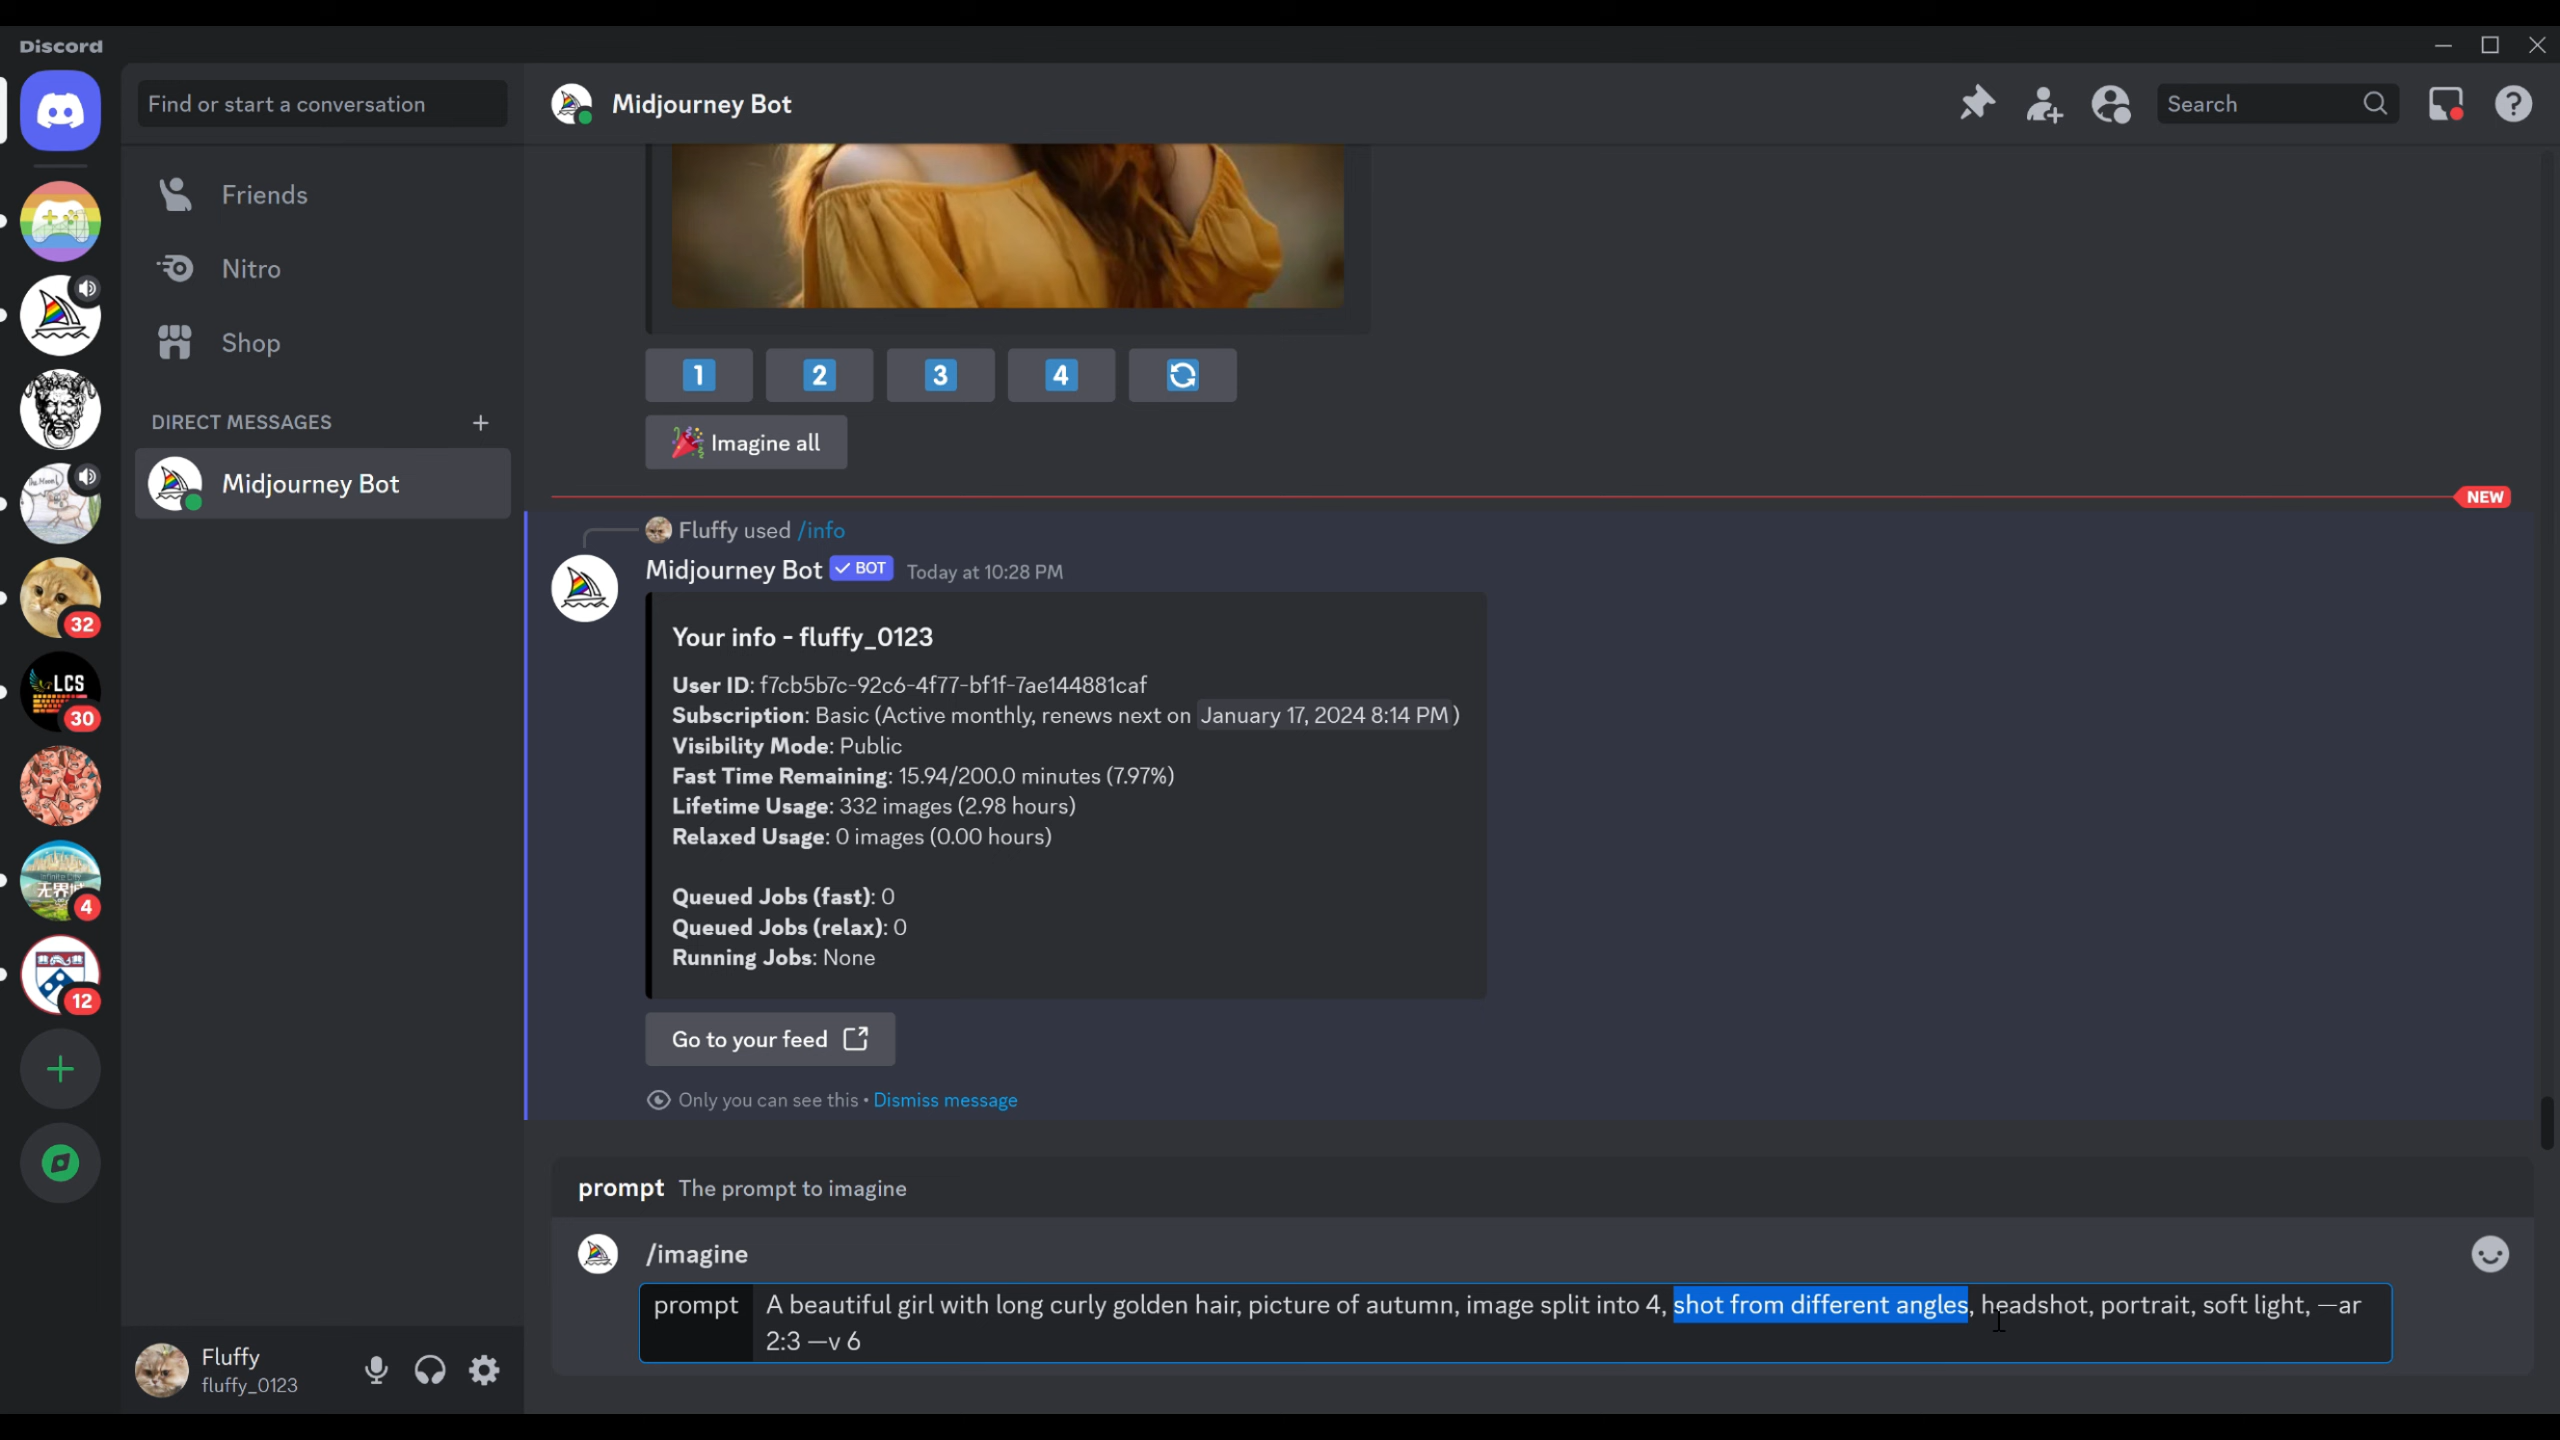 Discord
Find or start a conversation
Friends
Nitro
Shop
DIRECT MESSAGES
Midjourney Bot
32
LCS
30
无界城
4
12
Fluffy
fluffy_0123
Midjourney Bot
Search
1 2 3 4
Imagine all
NEW
Fluffy used /info
Midjourney Bot BOT Today at 10:28 PM
Your info - fluffy_0123
User ID: f7cb5b7c-92c6-4f77-bf1f-7ae144881caf
Subscription: Basic (Active monthly, renews next on January 17, 2024 8:14 PM)
Visibility Mode: Public
Fast Time Remaining: 15.94/200.0 minutes (7.97%)
Lifetime Usage: 332 images (2.98 hours)
Relaxed Usage: 0 images (0.00 hours)
Queued Jobs (fast): 0
Queued Jobs (relax): 0
Running Jobs: None
Go to your feed
Only you can see this • Dismiss message
prompt The prompt to imagine
/imagine
prompt A beautiful girl with long curly golden hair, picture of autumn, image split into 4, shot from different angles, headshot, portrait, soft light, —ar
2:3 —v 6